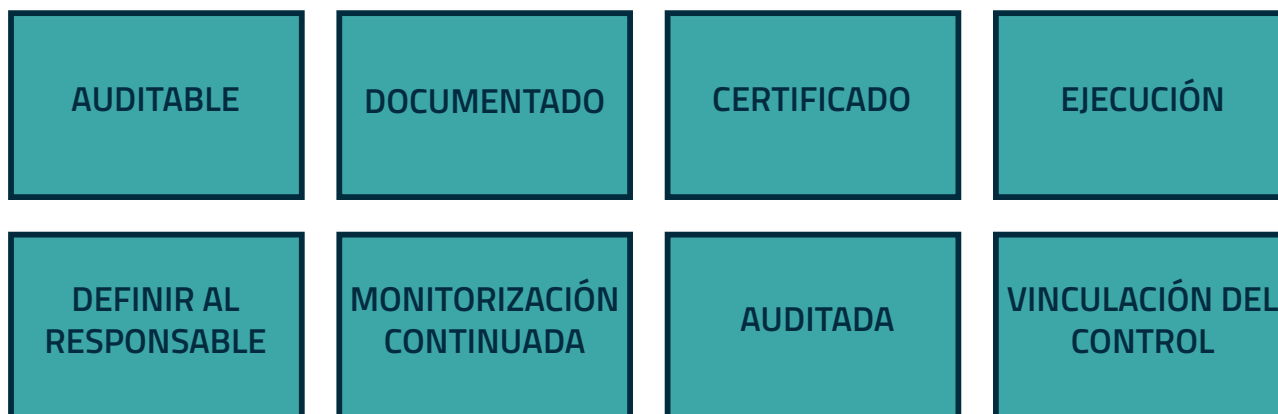 AUDITABLE
DOCUMENTADO
CERTIFICADO
EJECUCIÓN
DEFINIR AL
RESPONSABLE
MONITORIZACIÓN
CONTINUADA
AUDITADA
VINCULACIÓN DEL
CONTROL